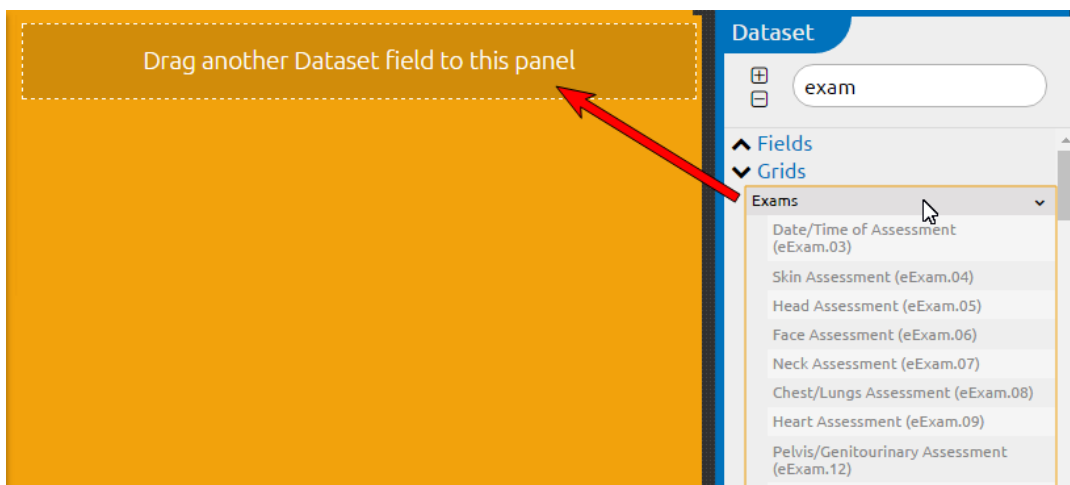 Drag another Dataset field to this panel
Dataset
exam
Fields
Grids
Exams
Date/Time of Assessment
(eExam.03)
Skin Assessment (eExam.04)
Head Assessment (eExam.05)
Face Assessment (eExam.06)
Neck Assessment (eExam.07)
Chest/Lungs Assessment (eExam.08)
Heart Assessment (eExam.09)
Pelvis/Genitourinary Assessment
(eExam.12)